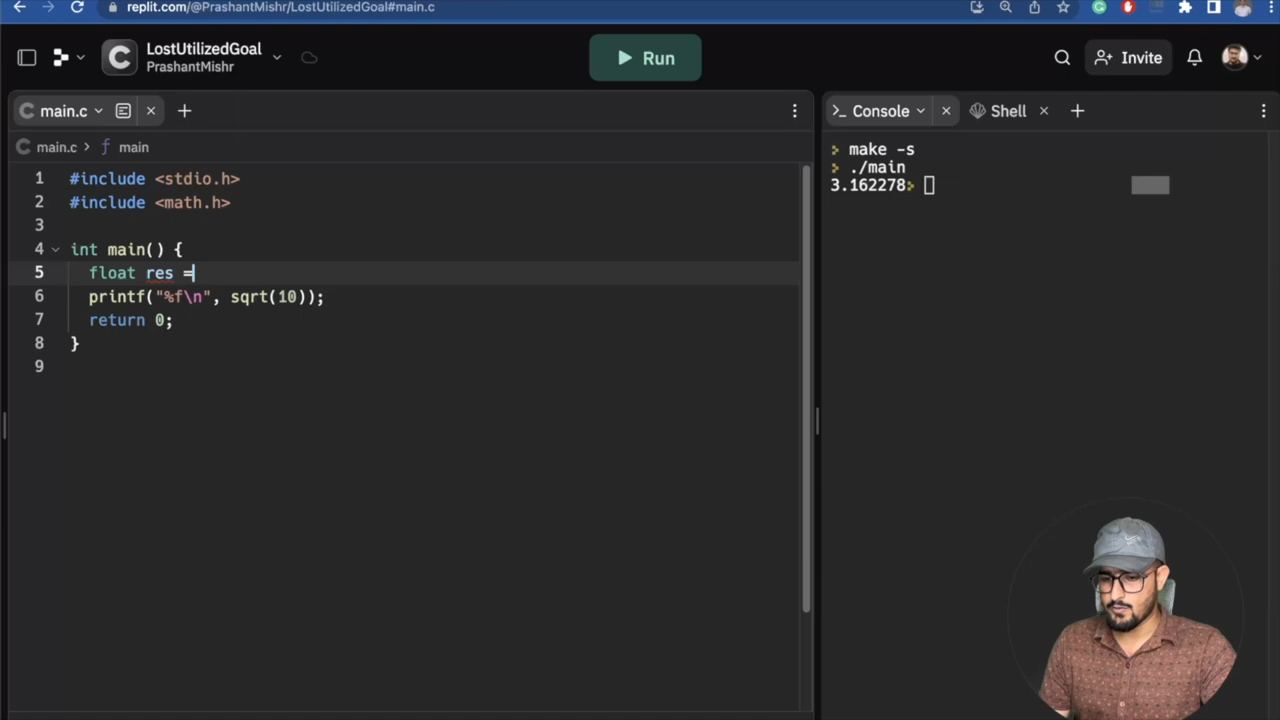 replit.com/@PrashantMishr/LostUtilizedGoal#main.c
LostUtilizedGoal
PrashantMishr
Run
Invite
main.c
main.c > f main
1 #include <stdio.h>
2 #include <math.h>
3
4 int main() {
5 float res =
6 printf("%f\n", sqrt(10));
7 return 0;
8 }
9
>_ Console
Shell
> make -s
> ./main
3.162278>